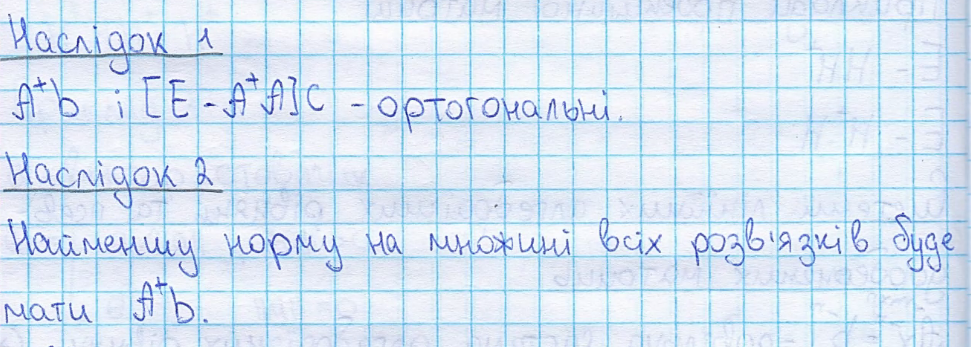 Наслідок 1
A⁺b і [E - A⁺A]c - ортогональні.
Наслідок 2
Найменшу норму на множині всіх розв'язків буде
мати A⁺b.